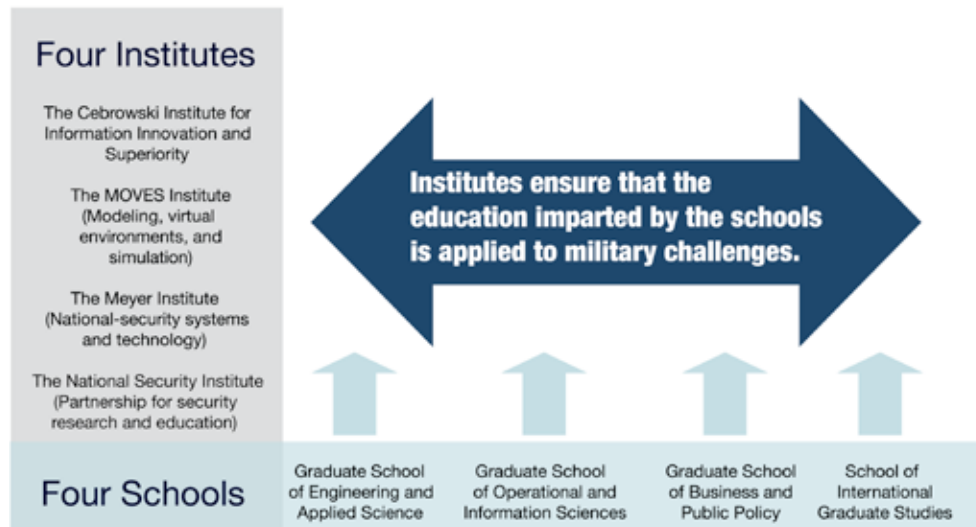 Four Institutes
The Cebrowski Institute for
Information Innovation and
Superiority
The MOVES Institute
(Modeling, virtual
environments, and
simulation)
The Meyer Institute
(National-security systems
and technology)
The National Security Institute
(Partnership for security
research and education)
Institutes ensure that the
education imparted by the schools
is applied to military challenges.
Four Schools
Graduate School
of Engineering and
Applied Science
Graduate School
of Operational and
Information Sciences
Graduate School
of Business and
Public Policy
School of
International
Graduate Studies